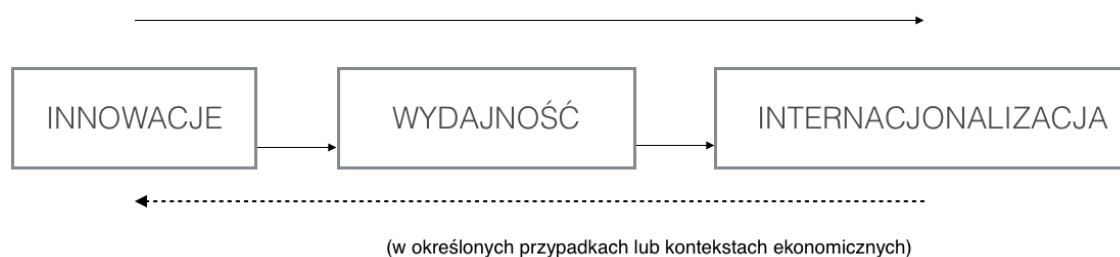 INNOWACJE
WYDAJNOŚĆ
INTERNACJONALIZACJA
(w określonych przypadkach lub kontekstach ekonomicznych)